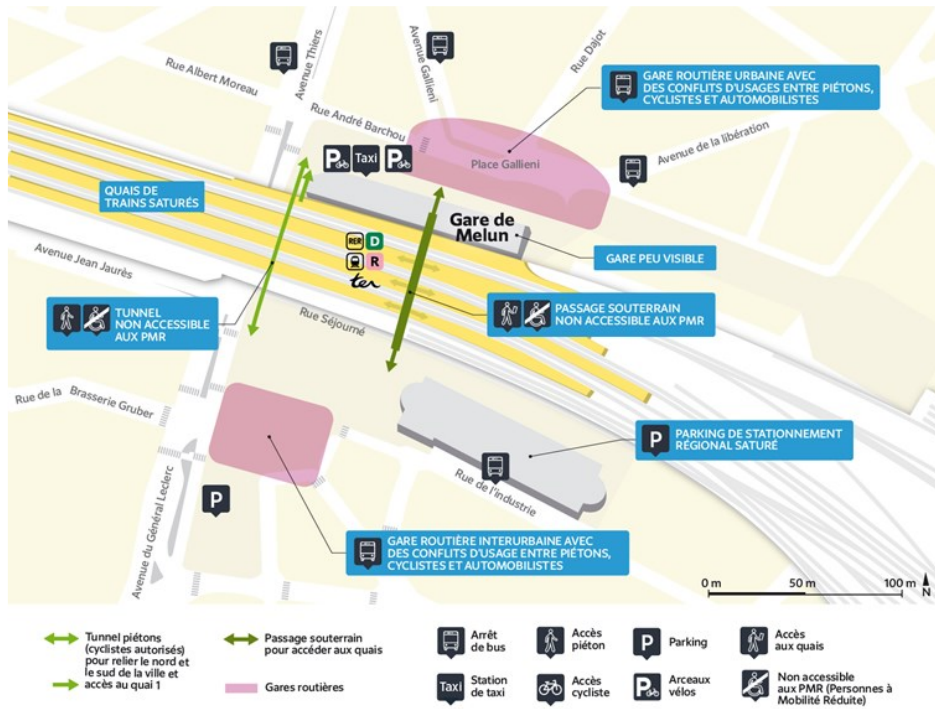 Avenue Thiers
Avenue Gallieni
Rue Dajot
Rue Albert Moreau
GARE ROUTIÈRE URBAINE AVEC
DES CONFLITS D'USAGES ENTRE PIÉTONS,
CYCLISTES ET AUTOMOBILISTES
Rue André Barchou
Avenue de la libération
P
Taxi
P
Place Gallieni
QUAIS DE
TRAINS SATURÉS
Gare de
Melun
RER D
R
ter
GARE PEU VISIBLE
Avenue Jean Jaurès
TUNNEL
NON ACCESSIBLE
AUX PMR
Rue Séjourné
PASSAGE SOUTERRAIN
NON ACCESSIBLE AUX PMR
Rue de la Brasserie Gruber
P
PARKING DE STATIONNEMENT
RÉGIONAL SATURÉ
Rue de l'industrie
P
Avenue du Général Leclerc
GARE ROUTIÈRE INTERURBAINE AVEC
DES CONFLITS D'USAGE ENTRE PIÉTONS,
CYCLISTES ET AUTOMOBILISTES
0 m 50 m 100 m
N
Tunnel piétons
(cyclistes autorisés)
pour relier le nord et
le sud de la ville et
accès au quai 1
Passage souterrain
pour accéder aux quais
Gares routières
Arrêt
de bus
Accès
piéton
P
Parking
Accès
aux quais
Taxi
Station
de taxi
Accès
cycliste
P
Arceaux
vélos
Non accessible
aux PMR (Personnes à
Mobilité Réduite)